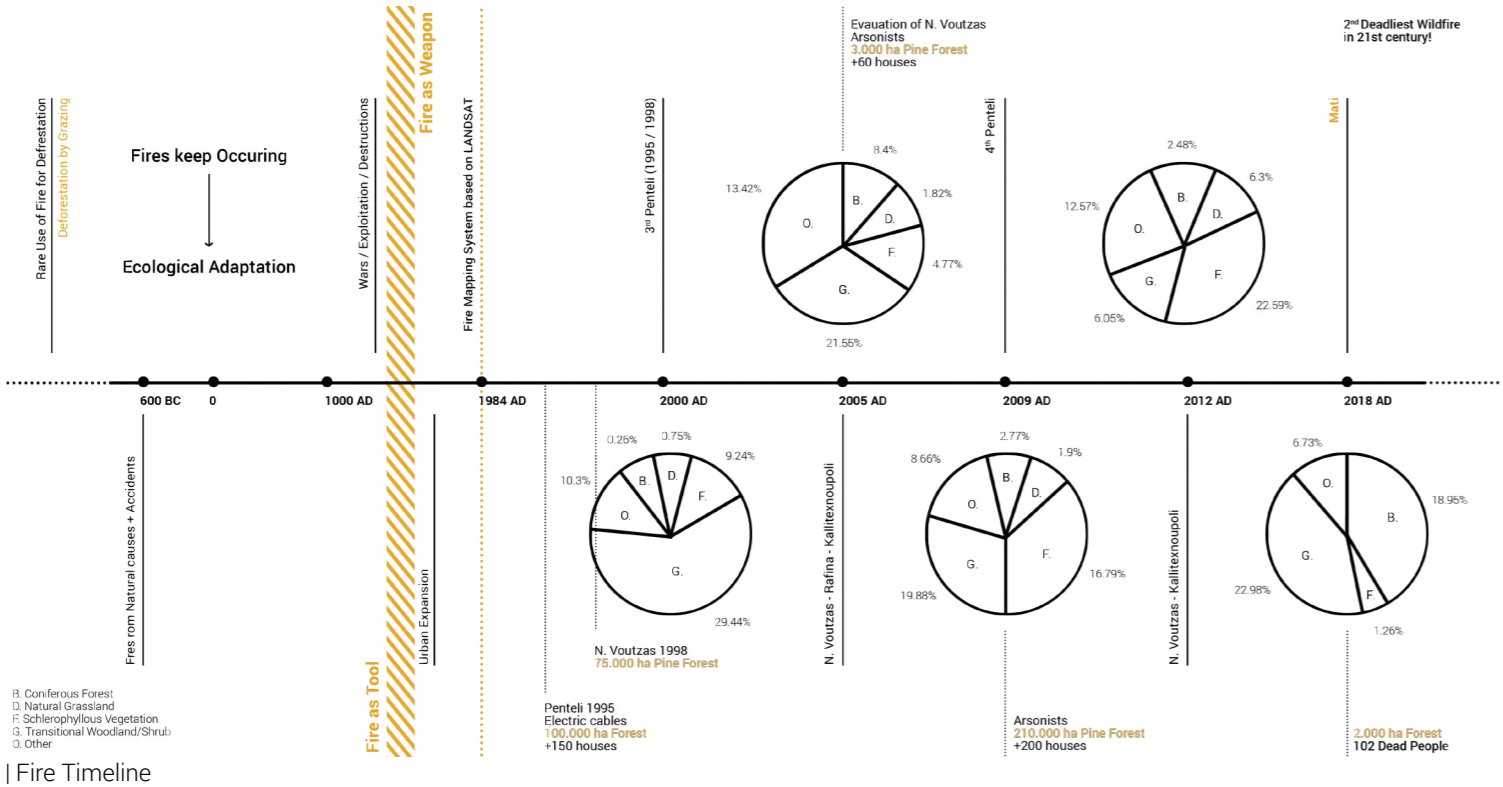 Rare Use of Fire for Defrestation
Deforestation by Grazing
Fires keep Occuring
Ecological Adaptation
Wars / Exploitation / Destructions
Fire as Weapon
Fire Mapping System based on LANDSAT
3rd Penteli (1995 / 1998)
Evauation of N. Voutzas
Arsonists
3.000 ha Pine Forest
+60 houses
8.4%
1.82%
4.77%
21.55%
13.42%
B.
D.
F.
G.
O.
4th Penteli
2.48%
6.3%
22.59%
6.05%
12.57%
B.
D.
F.
G.
O.
2nd Deadliest Wildfire
in 21st century!
Mati
600 BC
0
1000 AD
1984 AD
2000 AD
2005 AD
2009 AD
2012 AD
2018 AD
Fres rom Natural causes + Accidents
Fire as Tool
Urban Expansion
0.26%
0.75%
9.24%
29.44%
10.3%
B.
D.
F.
G.
O.
N. Voutzas 1998
75.000 ha Pine Forest
Penteli 1995
Electric cables
100.000 ha Forest
+150 houses
N. Voutzas - Rafina - Kallitexnoupoli
2.77%
1.9%
16.79%
19.88%
8.66%
B.
D.
F.
G.
O.
Arsonists
210.000 ha Pine Forest
+200 houses
N. Voutzas - Kallitexnoupoli
6.73%
18.95%
1.26%
22.98%
O.
B.
F.
G.
2.000 ha Forest
102 Dead People
B. Coniferous Forest
D. Natural Grassland
F. Schlerophyllous Vegetation
G. Transitional Woodland/Shrub
O. Other
| Fire Timeline